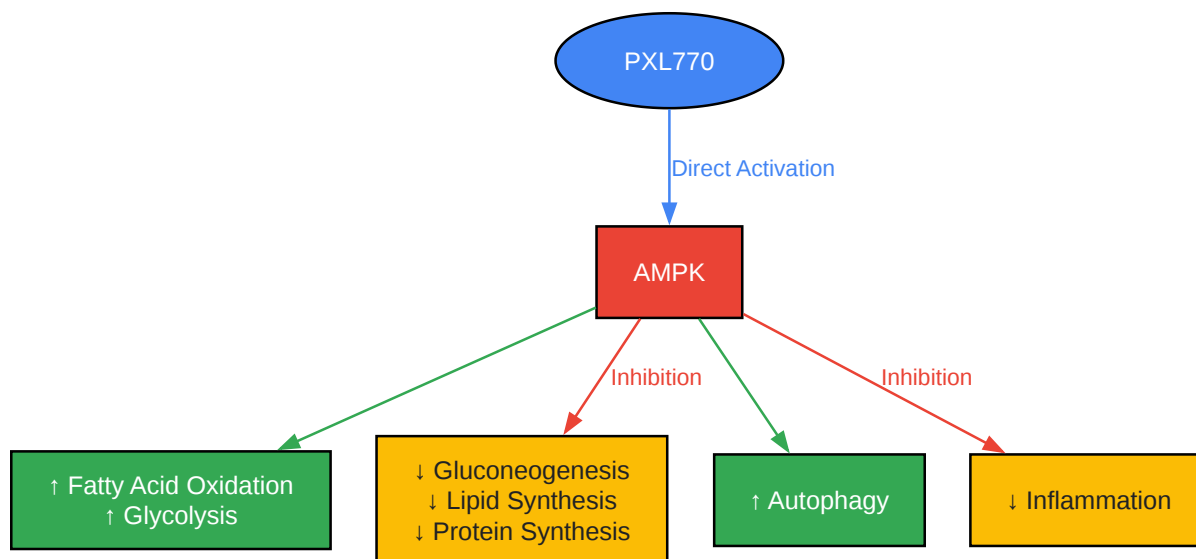 PXL770
Direct Activation
AMPK
Inhibition
Inhibition
↑ Fatty Acid Oxidation
↑ Glycolysis
↓ Gluconeogenesis
↓ Lipid Synthesis
↓ Protein Synthesis
↑ Autophagy
↓ Inflammation